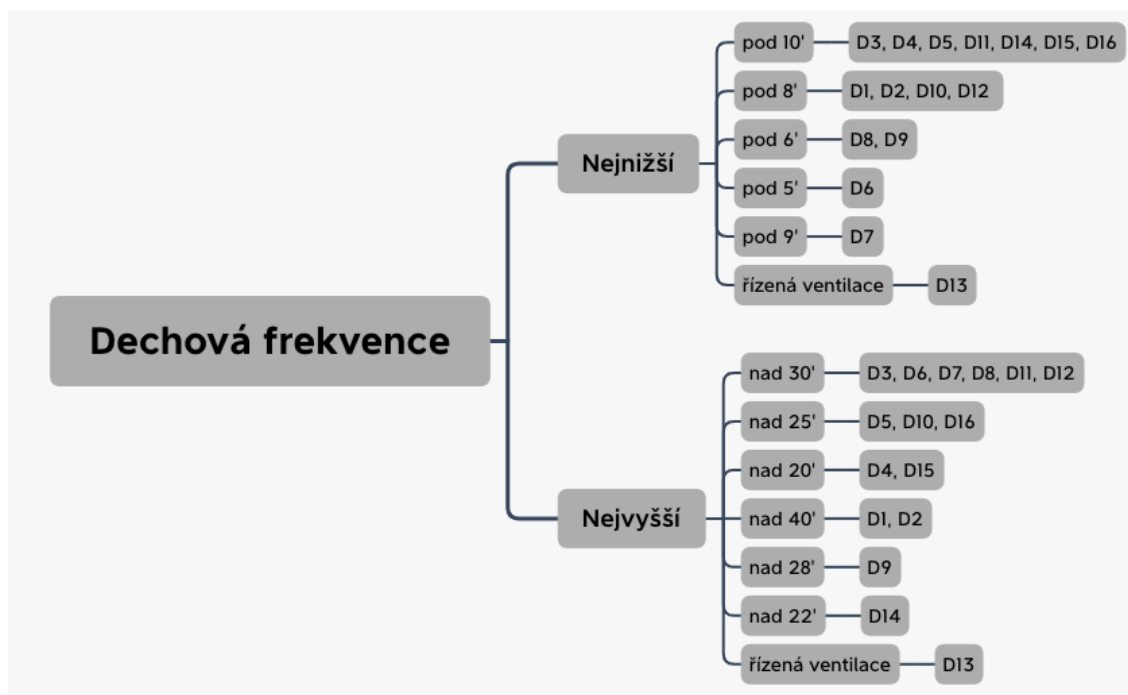 Dechová frekvence
Nejnižší
pod 10' D3, D4, D5, D11, D14, D15, D16
pod 8' D1, D2, D10, D12
pod 6' D8, D9
pod 5' D6
pod 9' D7
řízená ventilace D13
Nejvyšší
nad 30' D3, D6, D7, D8, D11, D12
nad 25' D5, D10, D16
nad 20' D4, D15
nad 40' D1, D2
nad 28' D9
nad 22' D14
řízená ventilace D13